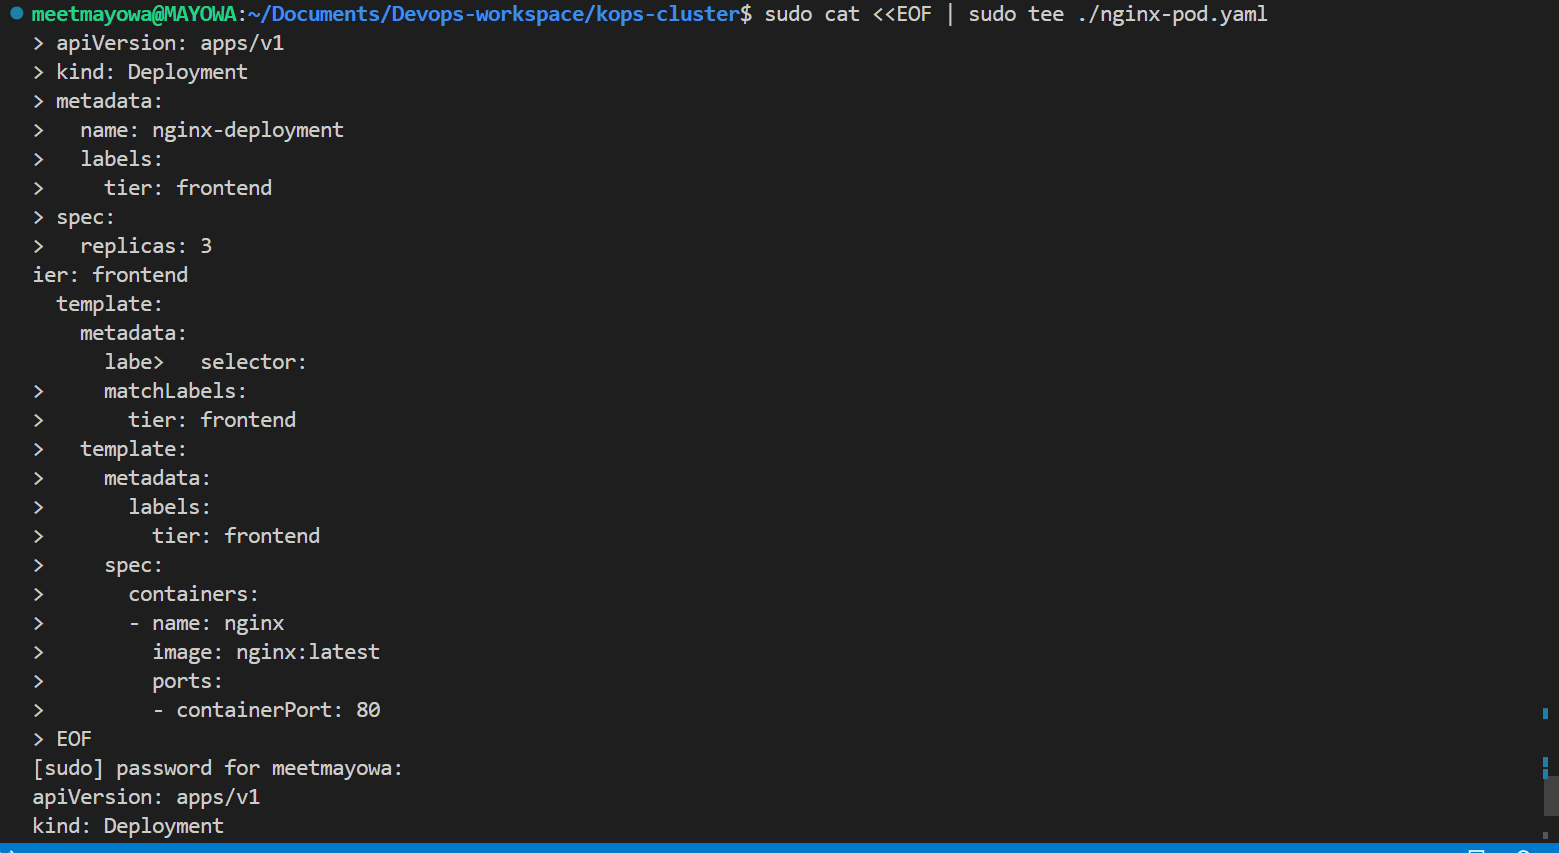 meetmayowa@MAYOWA:~/Documents/Devops-workspace/kops-cluster$ sudo cat <<EOF | sudo tee ./nginx-pod.yaml
> apiVersion: apps/v1
> kind: Deployment
> metadata:
>   name: nginx-deployment
>   labels:
>     tier: frontend
> spec:
>   replicas: 3
ier: frontend
  template:
    metadata:
      labe>   selector:
>     matchLabels:
>       tier: frontend
>   template:
>     metadata:
>       labels:
>         tier: frontend
>     spec:
>       containers:
>       - name: nginx
>         image: nginx:latest
>         ports:
>         - containerPort: 80
> EOF
[sudo] password for meetmayowa:
apiVersion: apps/v1
kind: Deployment